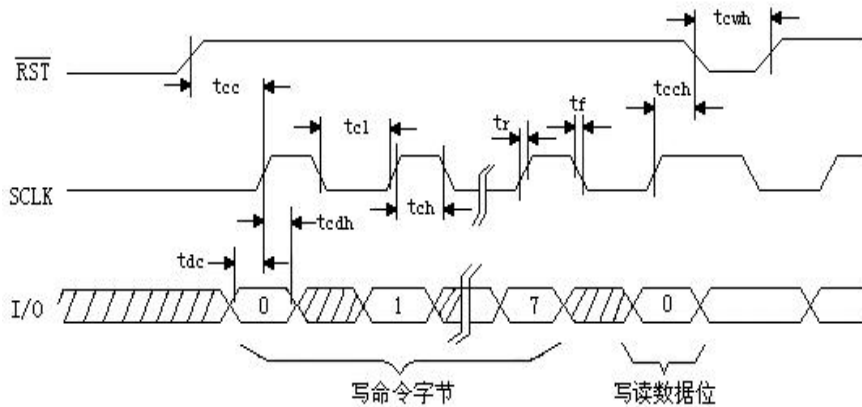 tcwh
RST
tcc
tcch
tcl
tr
tf
SCLK
tch
tcdh
tdc
I/O
0
1
7
0
写命令字节
写读数据位